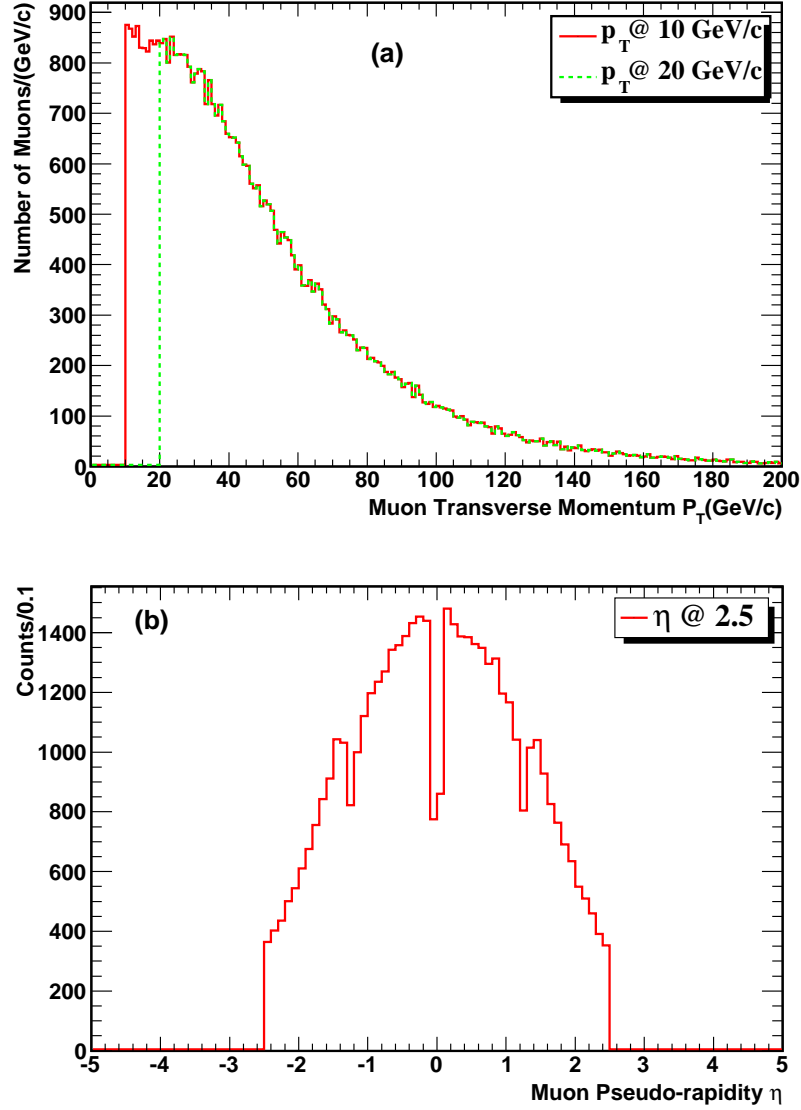 Number of Muons/(GeV/c)
900
800
700
600
500
400
300
200
100
0
(a)
p_T @ 10 GeV/c
p_T @ 20 GeV/c
0 20 40 60 80 100 120 140 160 180 200
Muon Transverse Momentum P_T(GeV/c)
Counts/0.1
1400
1200
1000
800
600
400
200
0
(b)
η @ 2.5
-5 -4 -3 -2 -1 0 1 2 3 4 5
Muon Pseudo-rapidity η